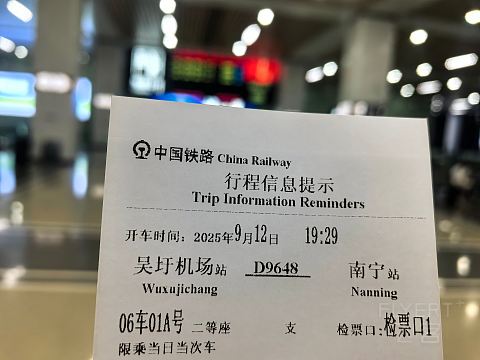 中国铁路 China Railway
行程信息提示
Trip Information Reminders
开车时间: 2025年9月12日 19:29
吴圩机场站 D9648 南宁站
Wuxujichang Nanning
06车01A号 二等座 支 检票口:检票口1
限乘当日当次车